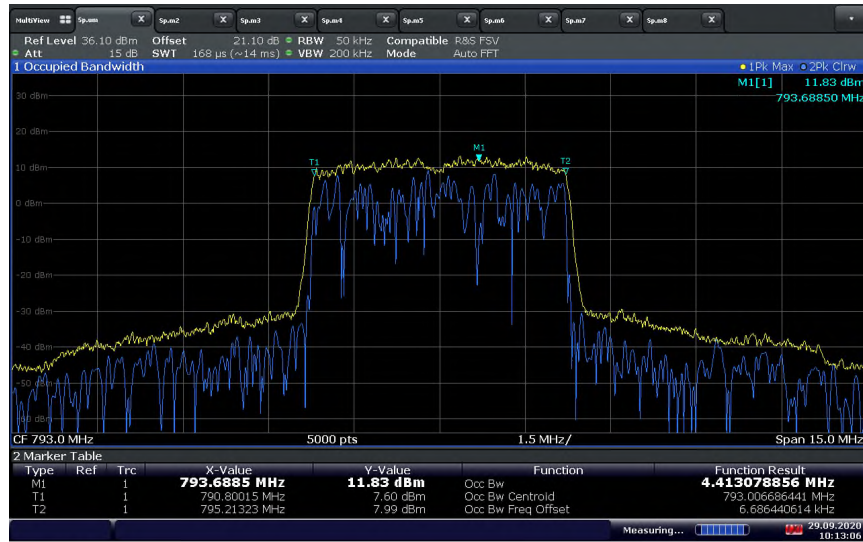 MultiView Sp.um X Sp.m2 X Sp.m3 X Sp.m4 X Sp.m5 X Sp.m6 X Sp.m7 X Sp.m8 X
Ref Level 36.10 dBm Offset 21.10 dB RBW 50 kHz Compatible R&S FSV
Att 15 dB SWT 168 µs (~14 ms) VBW 200 kHz Mode Auto FFT
1 Occupied Bandwidth 1Pk Max 2Pk Clrw
M1[1] 11.83 dBm
793.68850 MHz
30 dBm
20 dBm
M1
T1 T2
10 dBm
0 dBm
-10 dBm
-20 dBm
-30 dBm
-40 dBm
-50 dBm
-60 dBm
CF 793.0 MHz 5000 pts 1.5 MHz/ Span 15.0 MHz
2 Marker Table
Type Ref Trc X-Value Y-Value Function Function Result
M1 1 793.6885 MHz 11.83 dBm Occ Bw 4.413078856 MHz
T1 1 790.80015 MHz 7.60 dBm Occ Bw Centroid 793.006686441 MHz
T2 1 795.21323 MHz 7.99 dBm Occ Bw Freq Offset 6.686440614 kHz
Measuring... 29.09.2020
10:13:06